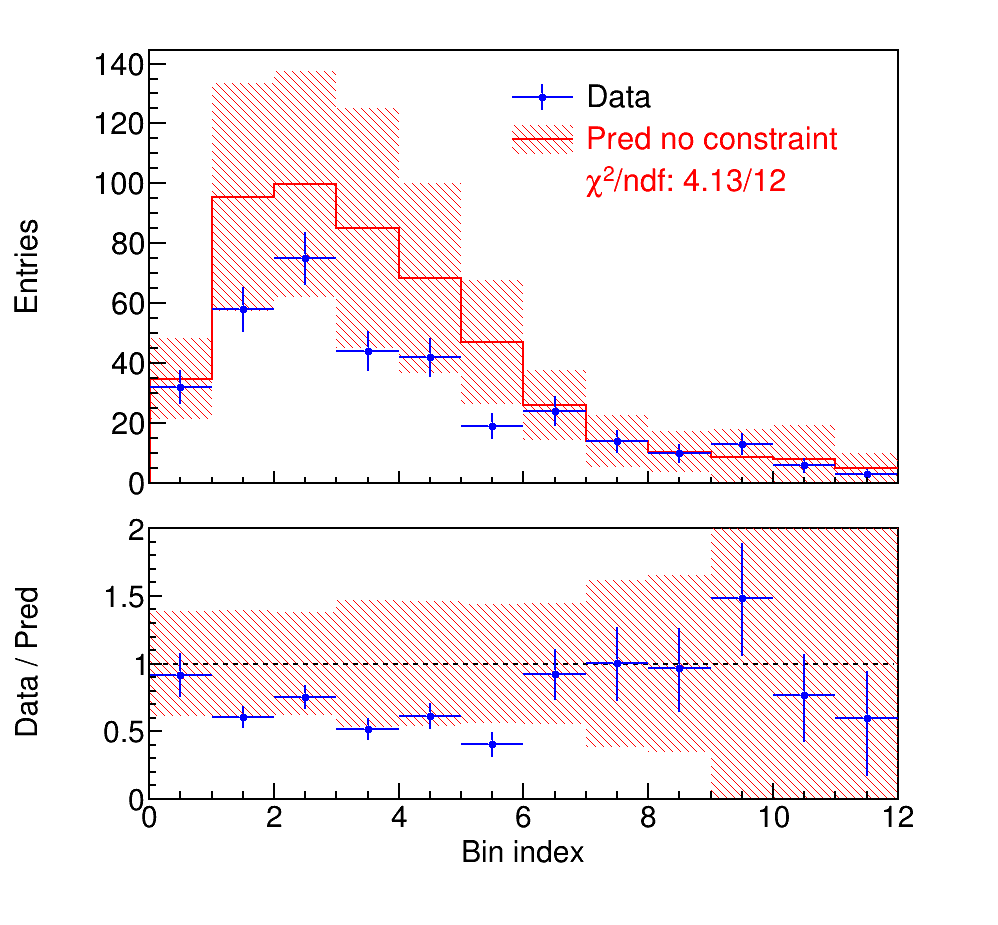 140
120
100
80
60
40
20
0
Entries
Data
Pred no constraint
χ²/ndf: 4.13/12
2
1.5
1
0.5
0
Data / Pred
0 2 4 6 8 10 12
Bin index